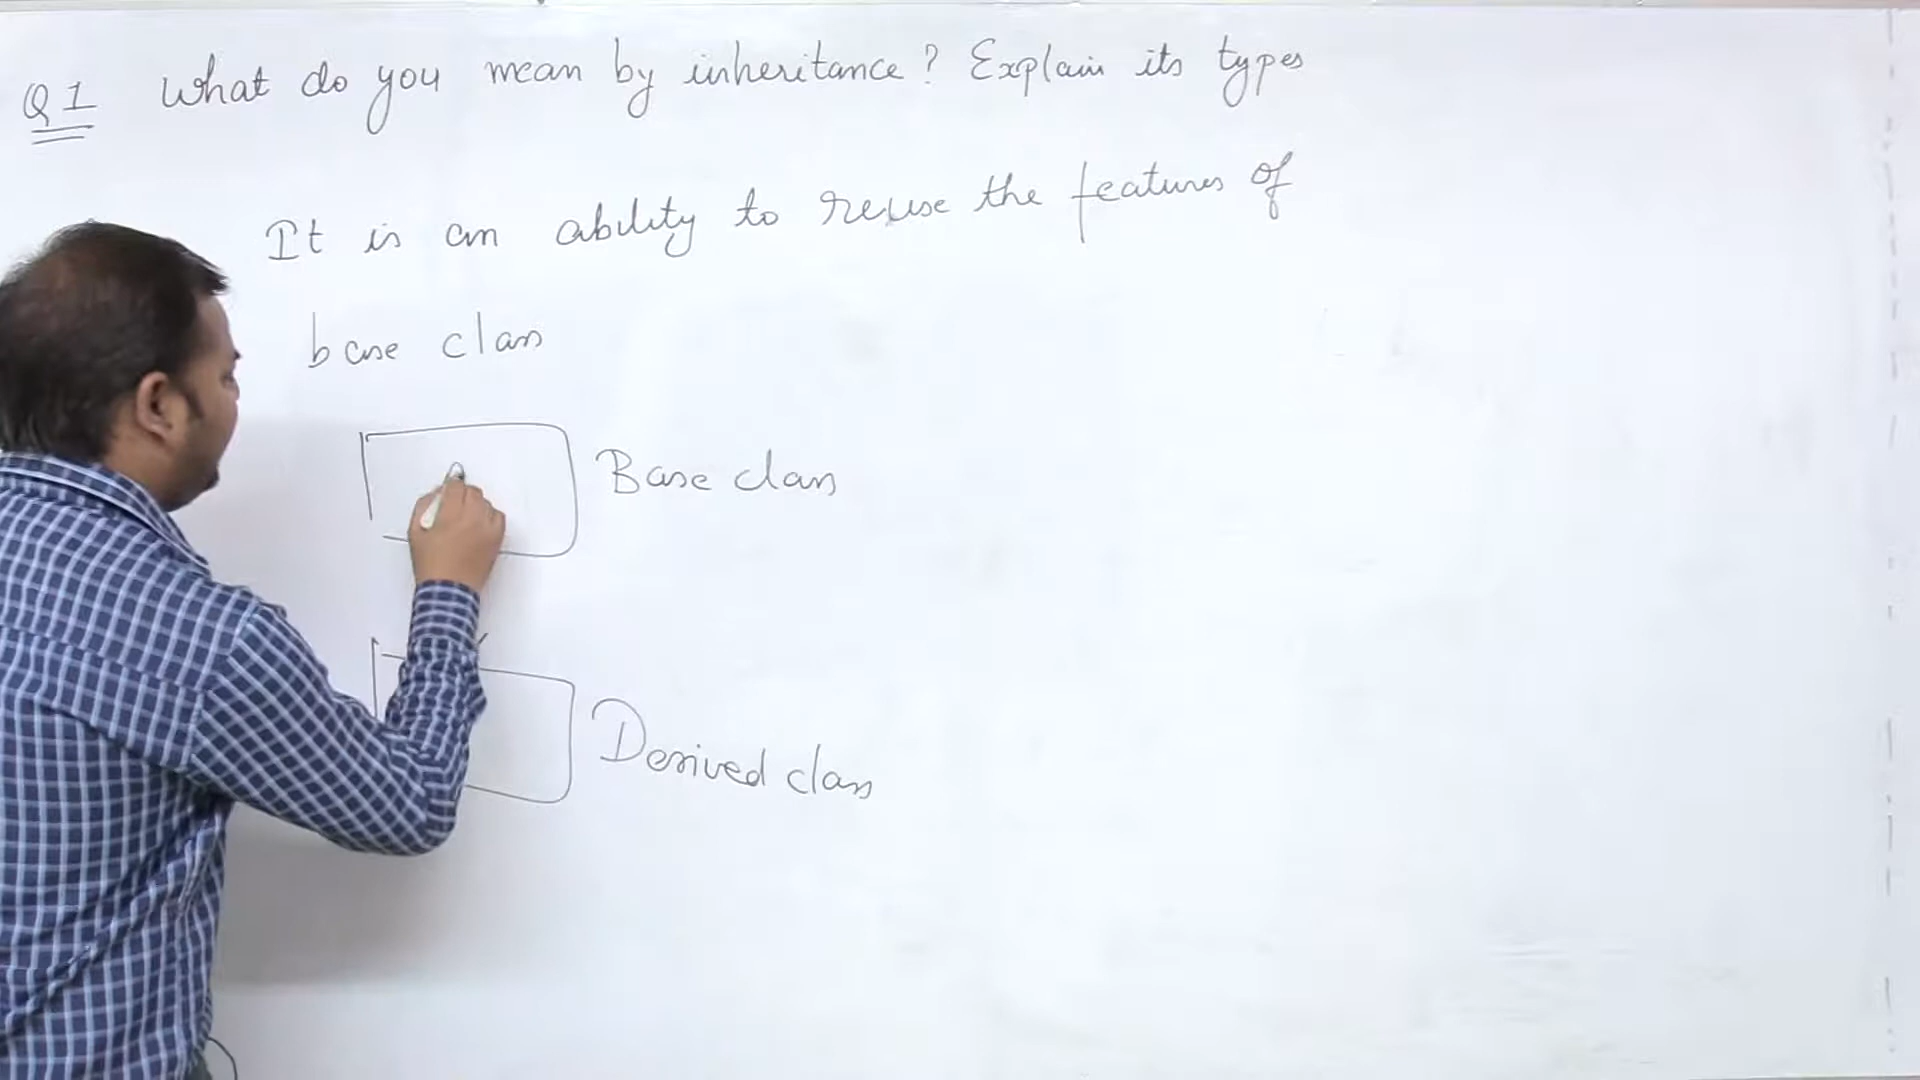 Q1 What do you mean by inheritance? Explain its types
It is an ability to reuse the features of
base class
Base class
Derived class